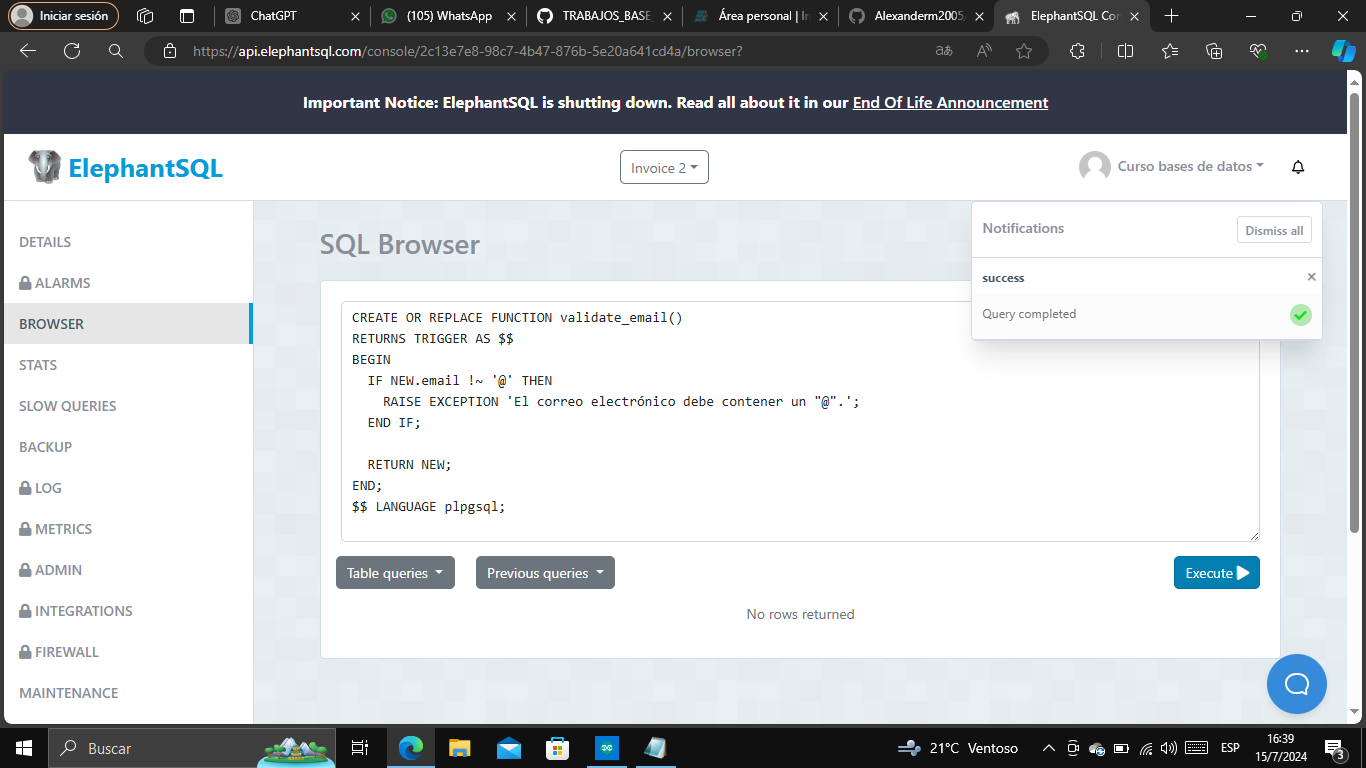 Iniciar sesión
ChatGPT
(105) WhatsApp
TRABAJOS_BASE_
Área personal | In
Alexanderm2005,
ElephantSQL Con
https://api.elephantsql.com/console/2c13e7e8-98c7-4b47-876b-5e20a641cd4a/browser?
Important Notice: ElephantSQL is shutting down. Read all about it in our End Of Life Announcement
ElephantSQL
Invoice 2
Curso bases de datos
DETAILS
ALARMS
BROWSER
STATS
SLOW QUERIES
BACKUP
LOG
METRICS
ADMIN
INTEGRATIONS
FIREWALL
MAINTENANCE
SQL Browser
Notifications
Dismiss all
success
Query completed
CREATE OR REPLACE FUNCTION validate_email()
RETURNS TRIGGER AS $$
BEGIN
  IF NEW.email !~ '@' THEN
    RAISE EXCEPTION 'El correo electrónico debe contener un "@".';
  END IF;
  RETURN NEW;
END;
$$ LANGUAGE plpgsql;
Table queries
Previous queries
Execute
No rows returned
Buscar
21°C Ventoso
ESP
16:39
15/7/2024
3